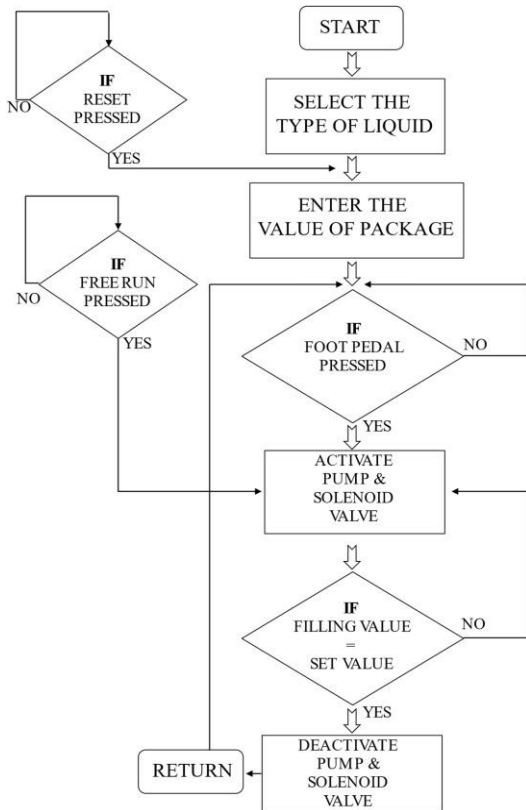 START
IF
RESET
PRESSED
NO
YES
SELECT THE
TYPE OF LIQUID
ENTER THE
VALUE OF PACKAGE
IF
FREE RUN
PRESSED
NO
YES
IF
FOOT PEDAL
PRESSED
NO
YES
ACTIVATE
PUMP &
SOLENOID
VALVE
IF
FILLING VALUE
=
SET VALUE
NO
YES
DEACTIVATE
PUMP &
SOLENOID
VALVE
RETURN